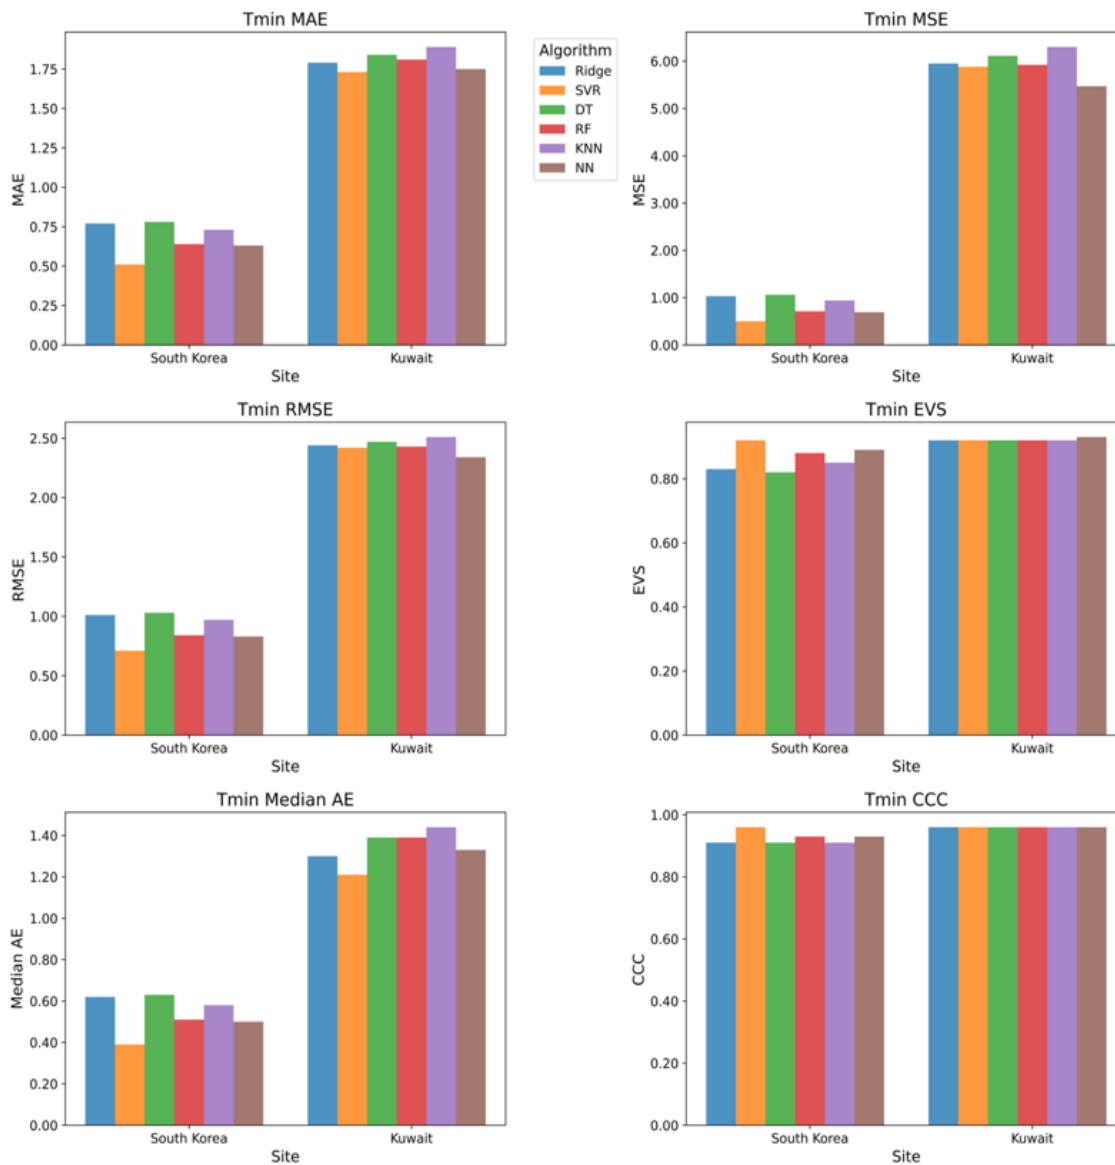 Tmin MAE
MAE
1.75
1.50
1.25
1.00
0.75
0.50
0.25
0.00
South Korea
Kuwait
Site
Algorithm
Ridge
SVR
DT
RF
KNN
NN
Tmin MSE
MSE
6.00
5.00
4.00
3.00
2.00
1.00
0.00
South Korea
Kuwait
Site
Tmin RMSE
RMSE
2.50
2.00
1.50
1.00
0.50
0.00
South Korea
Kuwait
Site
Tmin EVS
EVS
0.80
0.60
0.40
0.20
0.00
South Korea
Kuwait
Site
Tmin Median AE
Median AE
1.40
1.20
1.00
0.80
0.60
0.40
0.20
0.00
South Korea
Kuwait
Site
Tmin CCC
CCC
1.00
0.80
0.60
0.40
0.20
0.00
South Korea
Kuwait
Site